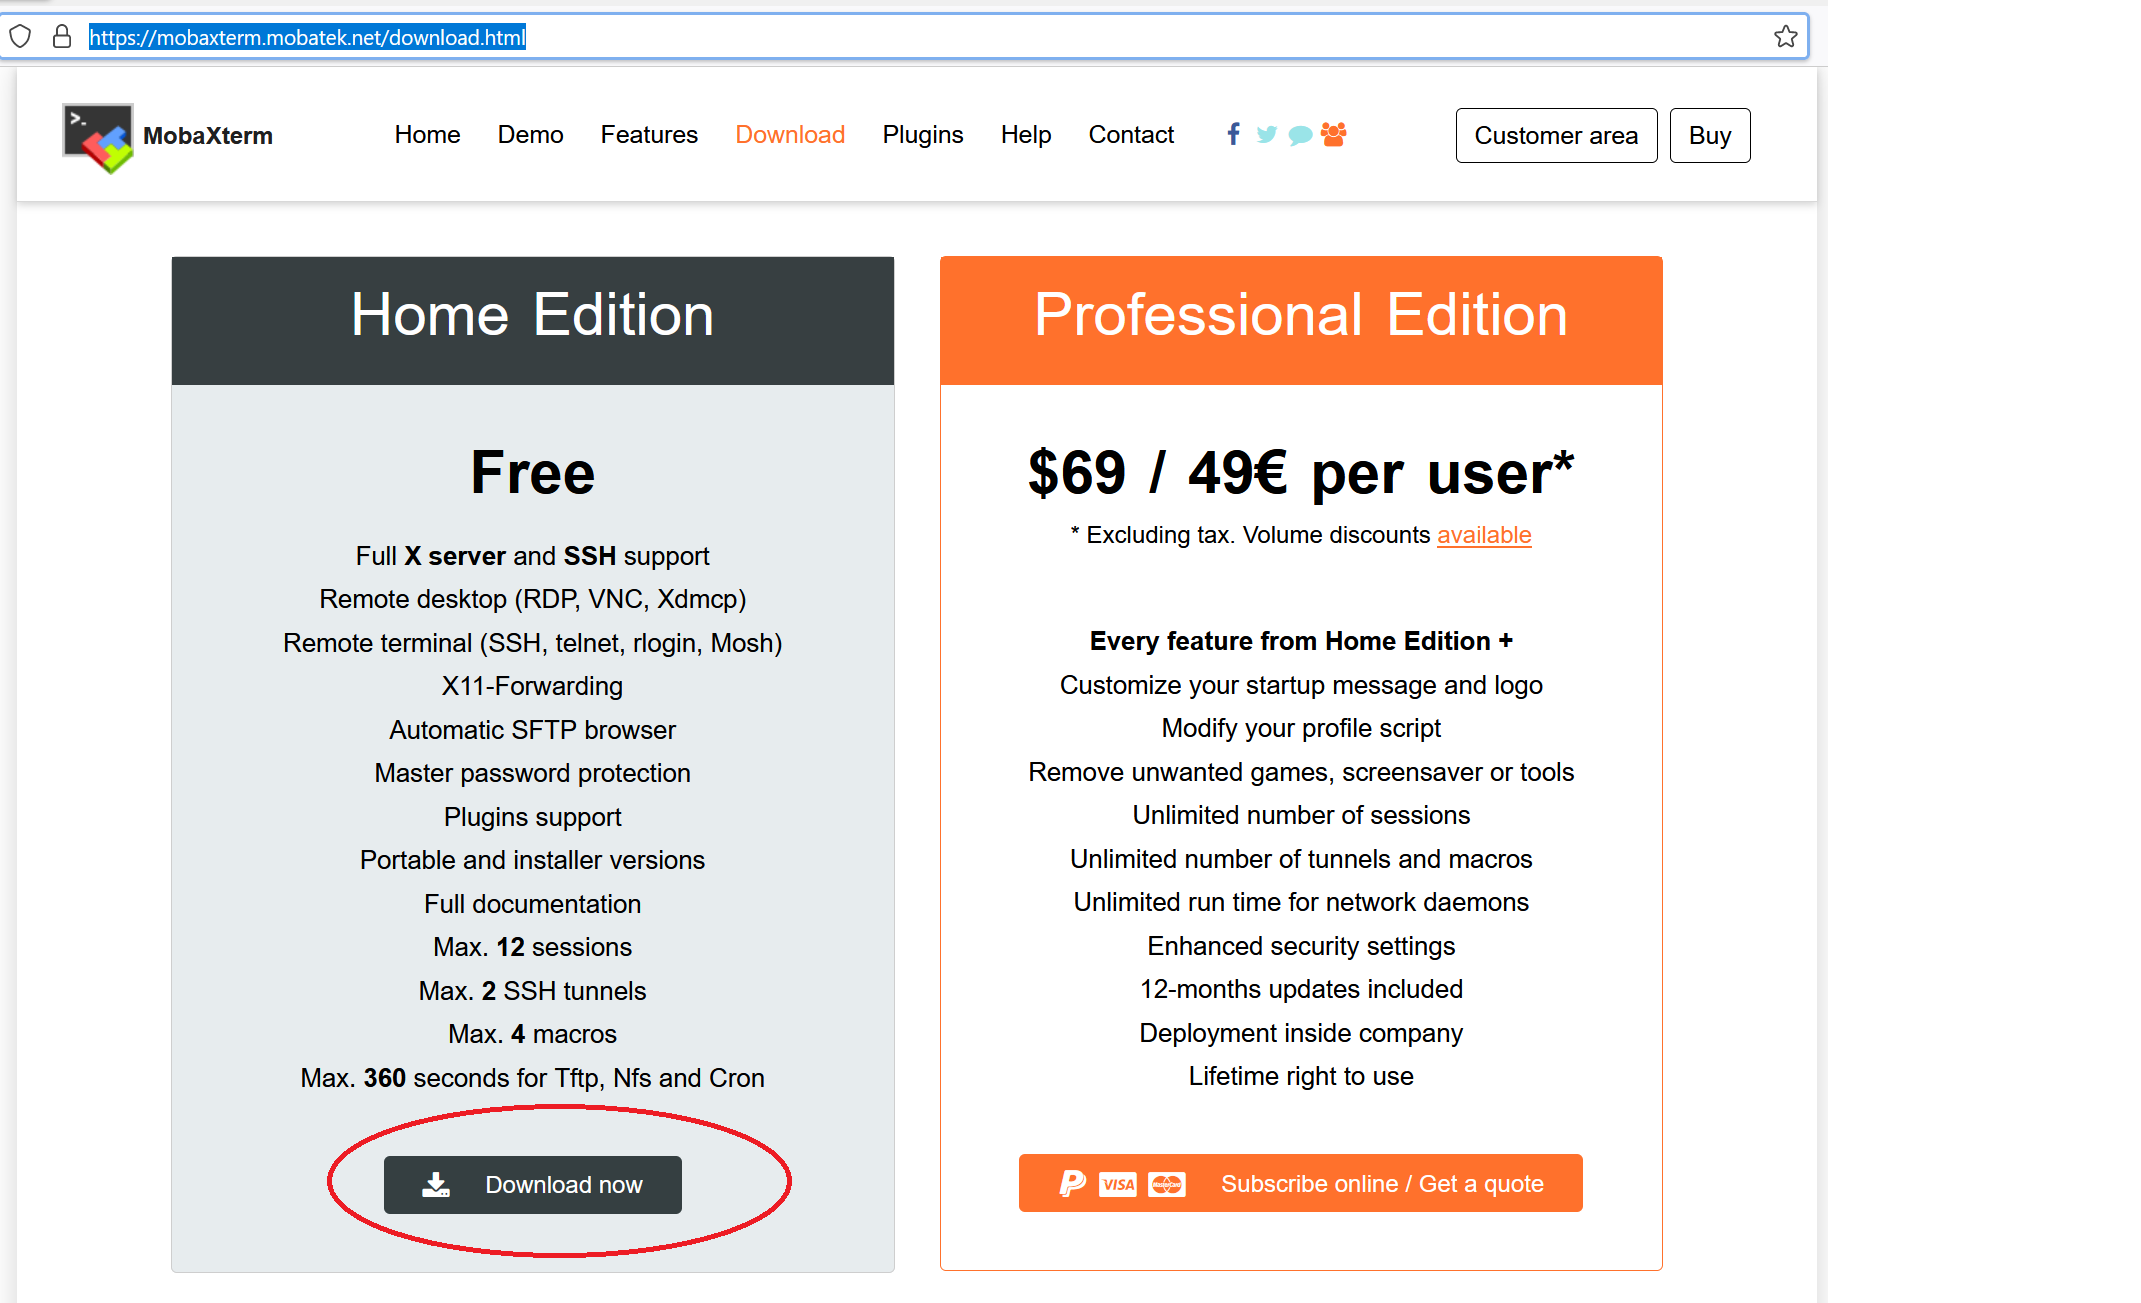 https://mobaxterm.mobatek.net/download.html
MobaXterm
Home Demo Features Download Plugins Help Contact
Customer area Buy
Home Edition
Free
Full X server and SSH support
Remote desktop (RDP, VNC, Xdmcp)
Remote terminal (SSH, telnet, rlogin, Mosh)
X11-Forwarding
Automatic SFTP browser
Master password protection
Plugins support
Portable and installer versions
Full documentation
Max. 12 sessions
Max. 2 SSH tunnels
Max. 4 macros
Max. 360 seconds for Tftp, Nfs and Cron
Download now
Professional Edition
$69 / 49€ per user*
* Excluding tax. Volume discounts available
Every feature from Home Edition +
Customize your startup message and logo
Modify your profile script
Remove unwanted games, screensaver or tools
Unlimited number of sessions
Unlimited number of tunnels and macros
Unlimited run time for network daemons
Enhanced security settings
12-months updates included
Deployment inside company
Lifetime right to use
VISA MasterCard Subscribe online / Get a quote